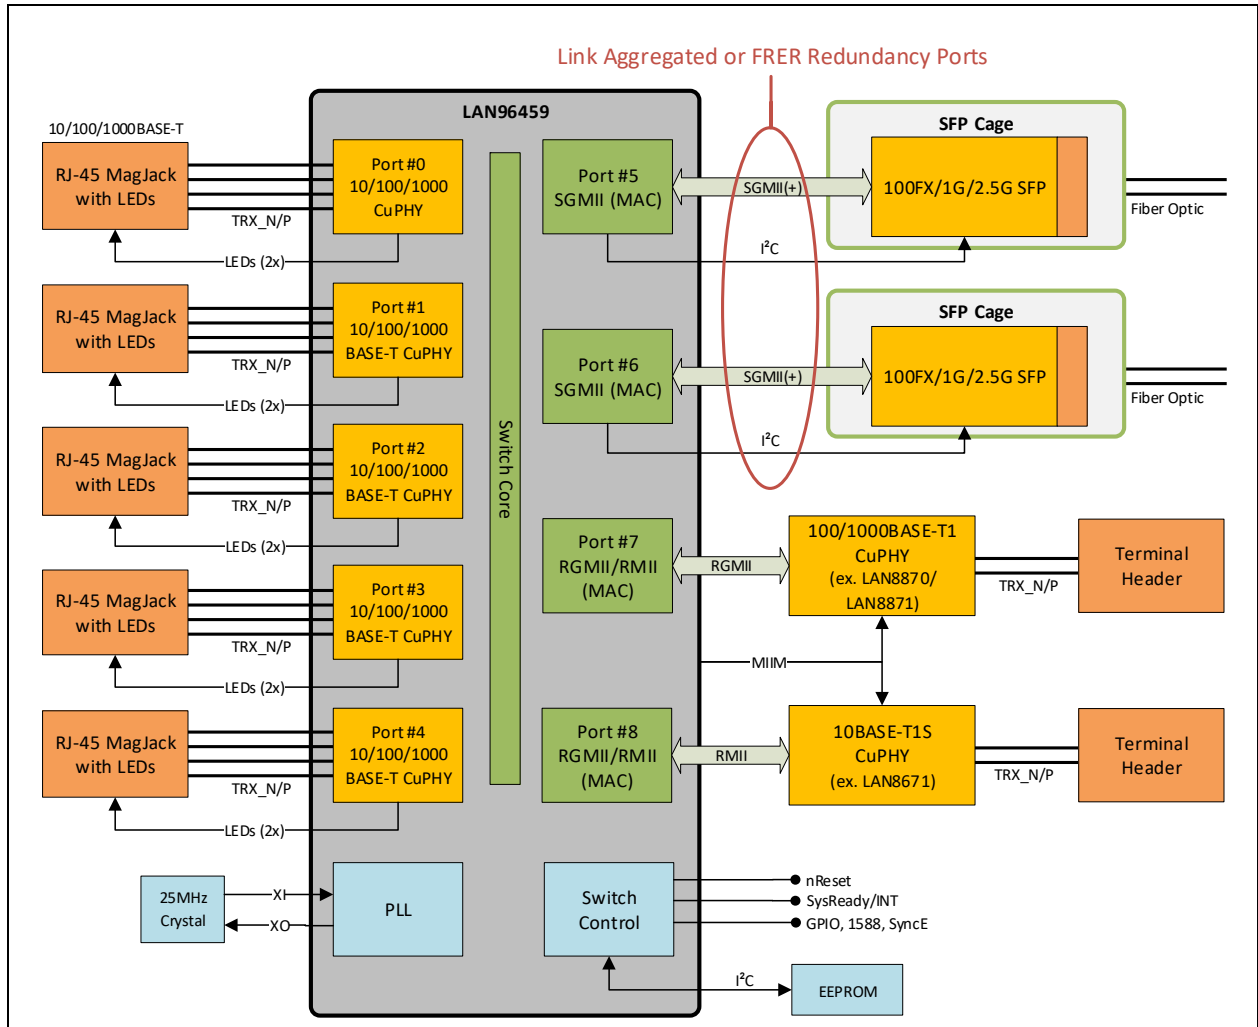 Link Aggregated or FRER Redundancy Ports
LAN96459
10/100/1000BASE-T
RJ-45 MagJack
with LEDs
TRX_N/P
LEDs (2x)
Port #0
10/100/1000
CuPHY
RJ-45 MagJack
with LEDs
TRX_N/P
LEDs (2x)
Port #1
10/100/1000
BASE-T CuPHY
RJ-45 MagJack
with LEDs
TRX_N/P
LEDs (2x)
Port #2
10/100/1000
BASE-T CuPHY
RJ-45 MagJack
with LEDs
TRX_N/P
LEDs (2x)
Port #3
10/100/1000
BASE-T CuPHY
RJ-45 MagJack
with LEDs
TRX_N/P
LEDs (2x)
Port #4
10/100/1000
BASE-T CuPHY
25MHz
Crystal
XI
XO
PLL
Switch Core
Port #5
SGMII (MAC)
SGMII(+)
I²C
SFP Cage
100FX/1G/2.5G SFP
Fiber Optic
Port #6
SGMII (MAC)
SGMII(+)
I²C
SFP Cage
100FX/1G/2.5G SFP
Fiber Optic
Port #7
RGMII/RMII
(MAC)
RGMII
100/1000BASE-T1
CuPHY
(ex. LAN8870/
LAN8871)
TRX_N/P
Terminal
Header
MIIM
Port #8
RGMII/RMII
(MAC)
RMII
10BASE-T1S
CuPHY
(ex. LAN8671)
TRX_N/P
Terminal
Header
Switch
Control
nReset
SysReady/INT
GPIO, 1588, SyncE
I²C
EEPROM